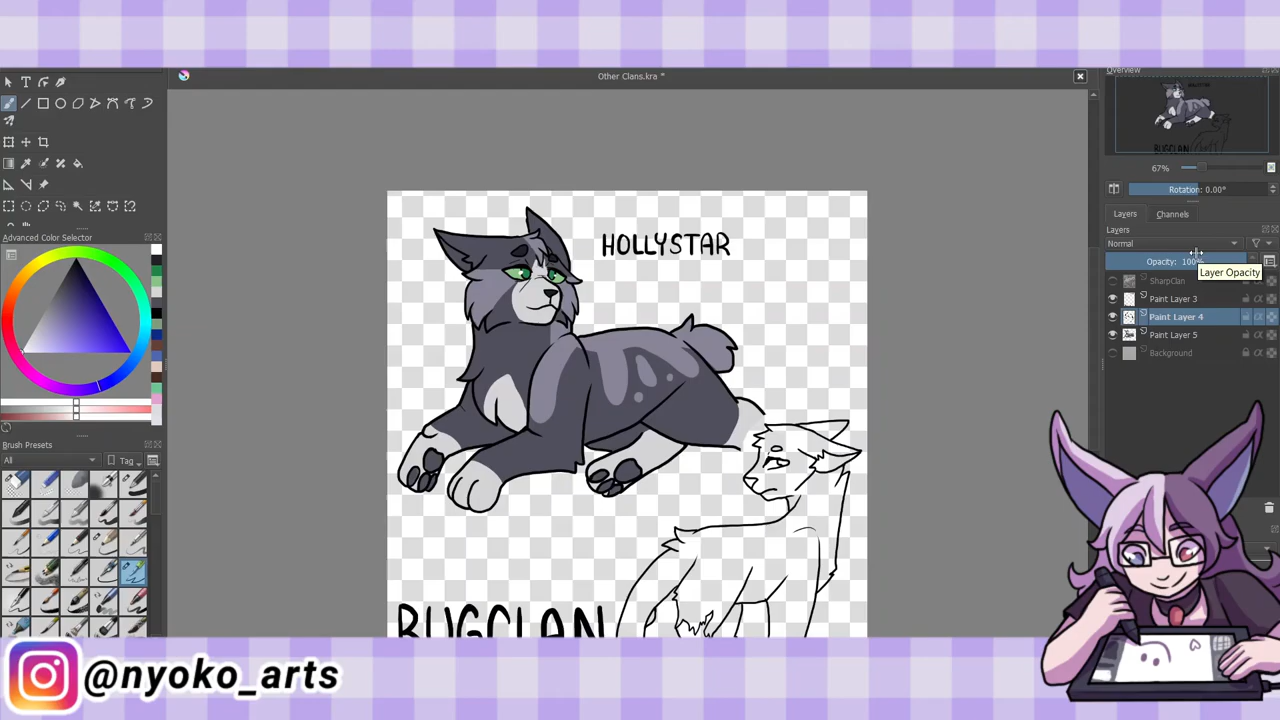 Other Clans.kra *
Overview
67%
Rotation: 0.00°
Layers
Channels
Layers
Normal
Opacity: 100%
Layer Opacity
SharpClan
Paint Layer 3
Paint Layer 4
Paint Layer 5
Background
Advanced Color Selector
Brush Presets
All
Tag
HOLLYSTAR
BUGCLAN
@nyoko_arts